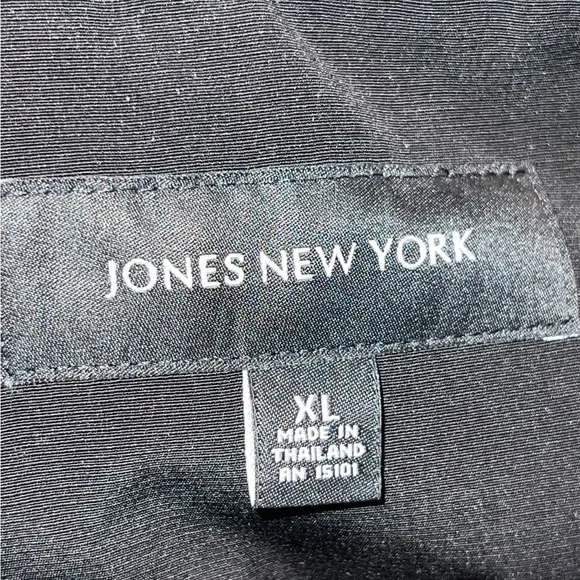 JONES NEW YORK
XL
MADE IN
THAILAND
RN 15101